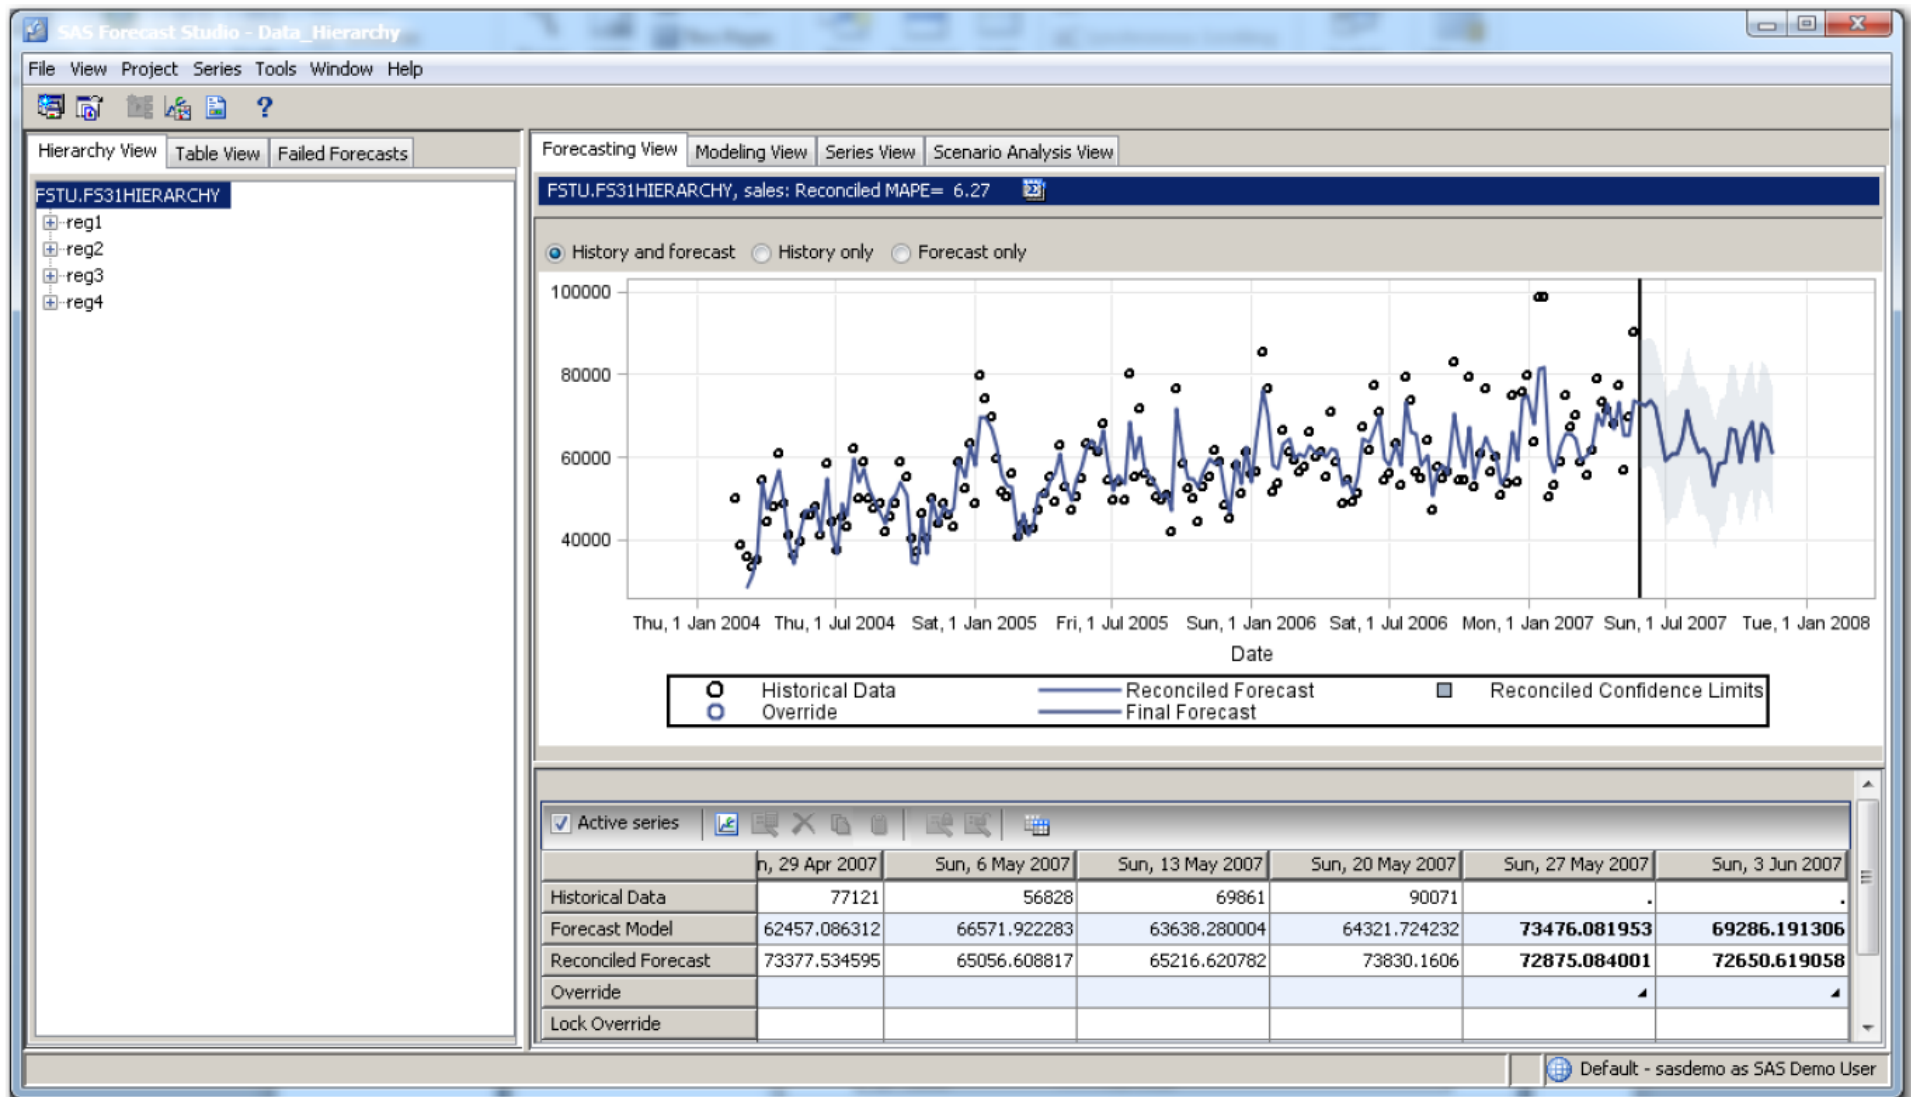 SAS Forecast Studio - Data_Hierarchy
File View Project Series Tools Window Help
?
Hierarchy View Table View Failed Forecasts
FSTU.FS31HIERARCHY
reg1
reg2
reg3
reg4
Forecasting View Modeling View Series View Scenario Analysis View
FSTU.FS31HIERARCHY, sales: Reconciled MAPE= 6.27
History and forecast History only Forecast only
100000
80000
60000
40000
Thu, 1 Jan 2004 Thu, 1 Jul 2004 Sat, 1 Jan 2005 Fri, 1 Jul 2005 Sun, 1 Jan 2006 Sat, 1 Jul 2006 Mon, 1 Jan 2007 Sun, 1 Jul 2007 Tue, 1 Jan 2008
Date
Historical Data Reconciled Forecast Reconciled Confidence Limits
Override Final Forecast
Active series
n, 29 Apr 2007 Sun, 6 May 2007 Sun, 13 May 2007 Sun, 20 May 2007 Sun, 27 May 2007 Sun, 3 Jun 2007
Historical Data 77121 56828 69861 90071 . .
Forecast Model 62457.086312 66571.922283 63638.280004 64321.724232 73476.081953 69286.191306
Reconciled Forecast 73377.534595 65056.608817 65216.620782 73830.1606 72875.084001 72650.619058
Override
Lock Override
Default - sasdemo as SAS Demo User